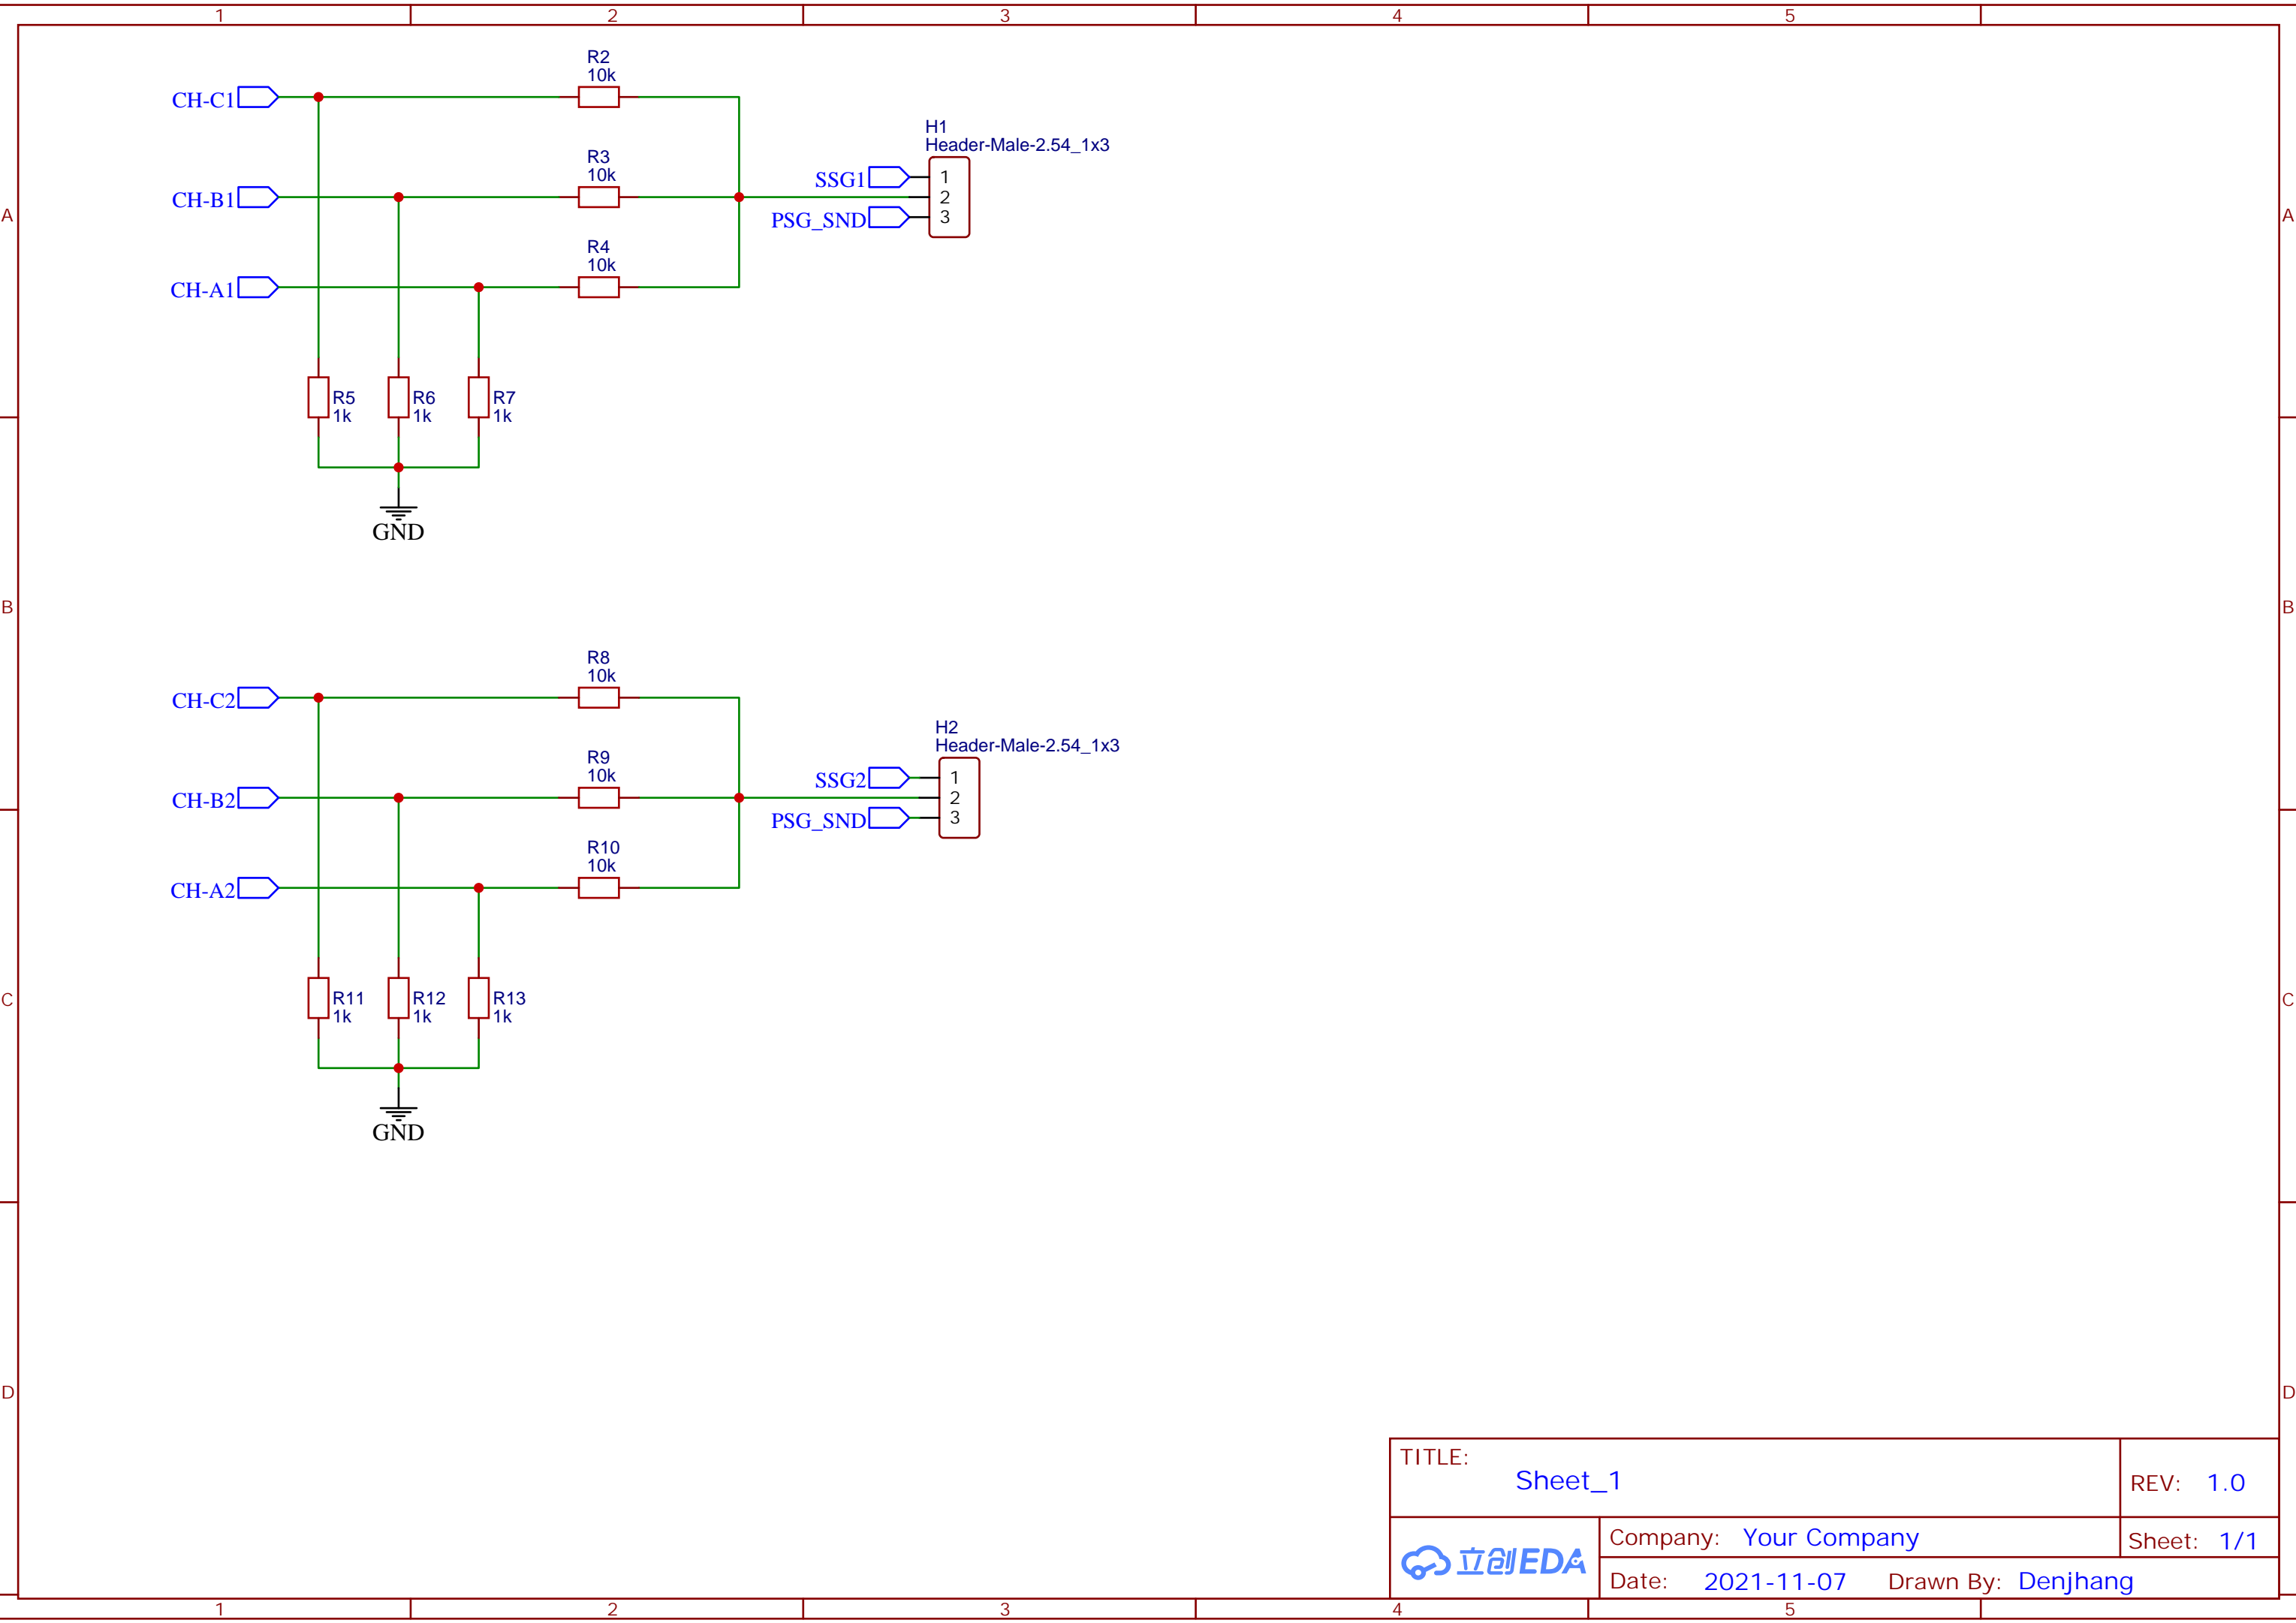 1 2 3 4 5
R2
10k
CH-C1
H1
Header-Male-2.54_1x3
R3
10k
SSG1
1
CH-B1
2
PSG_SND
3
A A
R4
10k
CH-A1
R5
1k
R6
1k
R7
1k
GND
B B
R8
10k
CH-C2
H2
Header-Male-2.54_1x3
R9
10k
SSG2
1
CH-B2
2
PSG_SND
3
R10
10k
CH-A2
C C
R11
1k
R12
1k
R13
1k
GND
D D
TITLE:
Sheet_1
REV: 1.0
立创EDA
Company: Your Company
Sheet: 1/1
Date: 2021-11-07 Drawn By: Denjhang
1 2 3 4 5